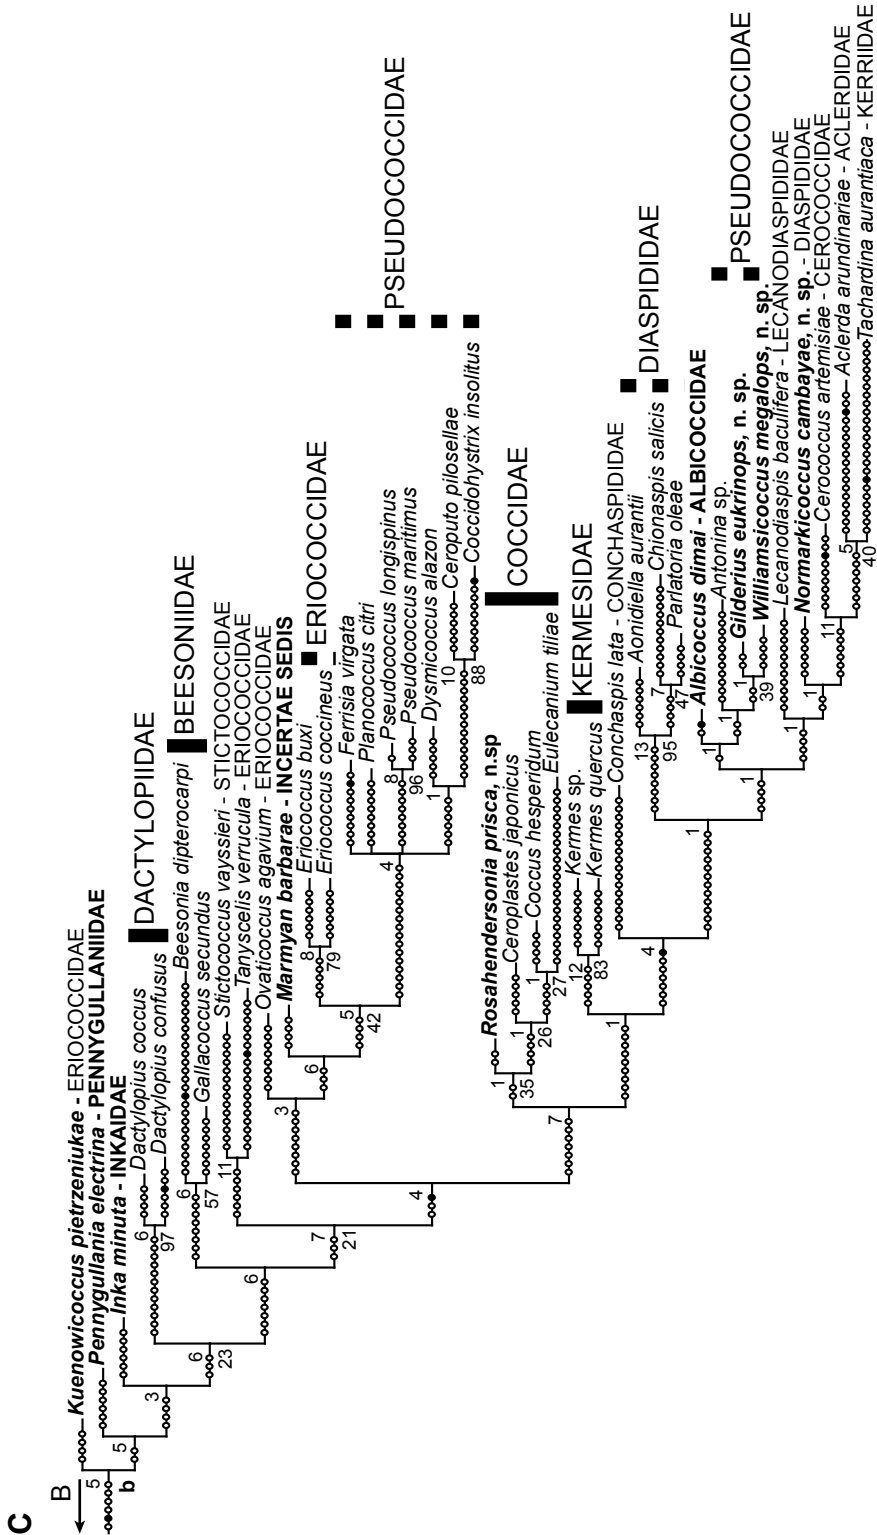 C
B
b
5
5
3
6
23
6
97
6
6
57
7
21
11
4
3
6
5
42
8
79
4
8
96
1
10
88
7
1
35
1
26
1
27
1
12
83
4
1
13
95
7
47
1
1
1
1
39
1
1
11
5
40
Kuenowicoccus pietrzeniukae - ERIOCOCCIDAE
Pennygullania electrina - PENNYGULLANIIDAE
Inka minuta - INKAIDAE
Dactylopius coccus
Dactylopius confusus
DACTYLOPIIDAE
Beesonia dipterocarpi
Gallacoccus secundus
BEESONIIDAE
Stictococcus vayssieri - STICTOCOCCIDAE
Tanyscelis verrucula - ERIOCOCCIDAE
Ovaticoccus agavium - ERIOCOCCIDAE
Marmyan barbarae - INCERTAE SEDIS
Eriococcus buxi
Eriococcus coccineus
ERIOCOCCIDAE
Ferrisia virgata
Planococcus citri
Pseudococcus longispinus
Pseudococcus maritimus
Dysmicoccus alazon
Ceroputo pilosellae
Coccidohystrix insolitus
PSEUDOCOCCIDAE
Rosahendersonia prisca, n.sp
Ceroplastes japonicus
Coccus hesperidum
Eulecanium tiliae
COCCIDAE
Kermes sp.
Kermes quercus
KERMESIDAE
Conchaspis lata - CONCHASPIDIDAE
Aonidiella aurantii
Chionaspis salicis
Parlatoria oleae
DIASPIDIDAE
Albicoccus dimai - ALBICOCCIDAE
Antonina sp.
Gilderius eukrinops, n. sp.
Williamsicoccus megalops, n. sp.
PSEUDOCOCCIDAE
Lecanodiaspis baculifera - LECANODIASPIDIDAE
Normarkicoccus cambayae, n. sp. - DIASPIDIDAE
Cerococcus artemisiae - CEROCOCCIDAE
Aclerda arundinariae - ACLERDIDAE
Tachardina aurantiaca - KERRIIDAE